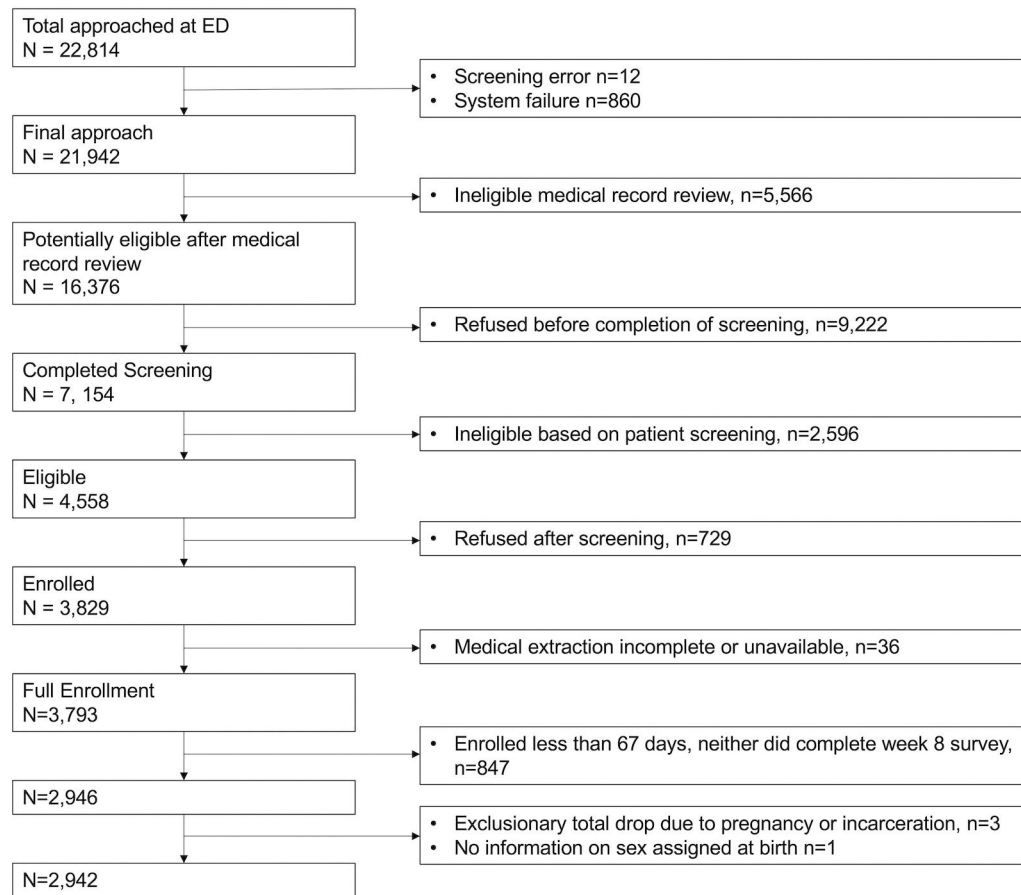 Total approached at ED
N = 22,814
• Screening error n=12
• System failure n=860
Final approach
N = 21,942
• Ineligible medical record review, n=5,566
Potentially eligible after medical
record review
N = 16,376
• Refused before completion of screening, n=9,222
Completed Screening
N = 7, 154
• Ineligible based on patient screening, n=2,596
Eligible
N = 4,558
• Refused after screening, n=729
Enrolled
N = 3,829
• Medical extraction incomplete or unavailable, n=36
Full Enrollment
N=3,793
• Enrolled less than 67 days, neither did complete week 8 survey,
n=847
N=2,946
• Exclusionary total drop due to pregnancy or incarceration, n=3
• No information on sex assigned at birth n=1
N=2,942